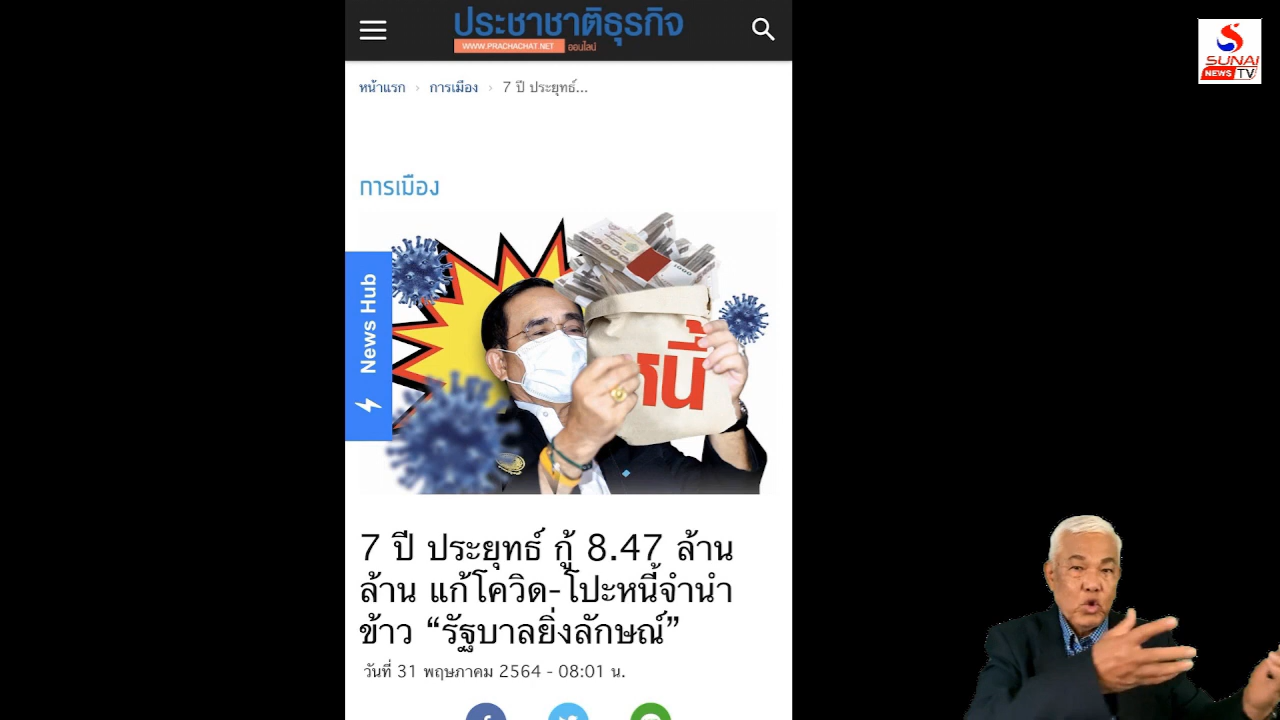 ประชาชาติธุรกิจ
WWW.PRACHACHAT.NET ออนไลน์
SUNAI
NEWS TV
หน้าแรก › การเมือง › 7 ปี ประยุทธ์...
การเมือง
News Hub
หนี้
7 ปี ประยุทธ์ กู้ 8.47 ล้าน
ล้าน แก้โควิด-โปะหนี้จำนำ
ข้าว “รัฐบาลยิ่งลักษณ์”
วันที่ 31 พฤษภาคม 2564 - 08:01 น.